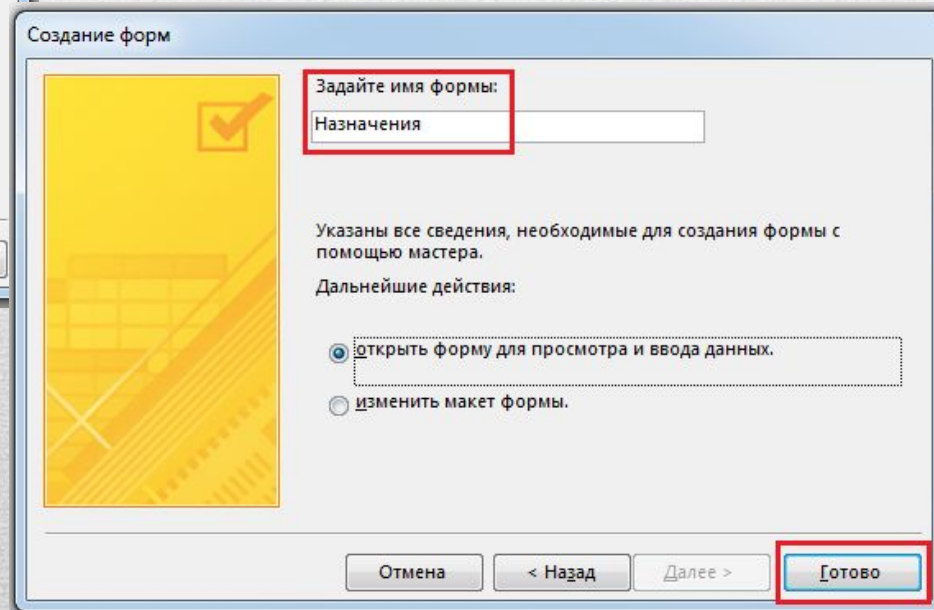 Создание форм
Задайте имя формы:
Назначения
Указаны все сведения, необходимые для создания формы с
помощью мастера.
Дальнейшие действия:
открыть форму для просмотра и ввода данных.
изменить макет формы.
Отмена
< Назад
Далее >
Готово